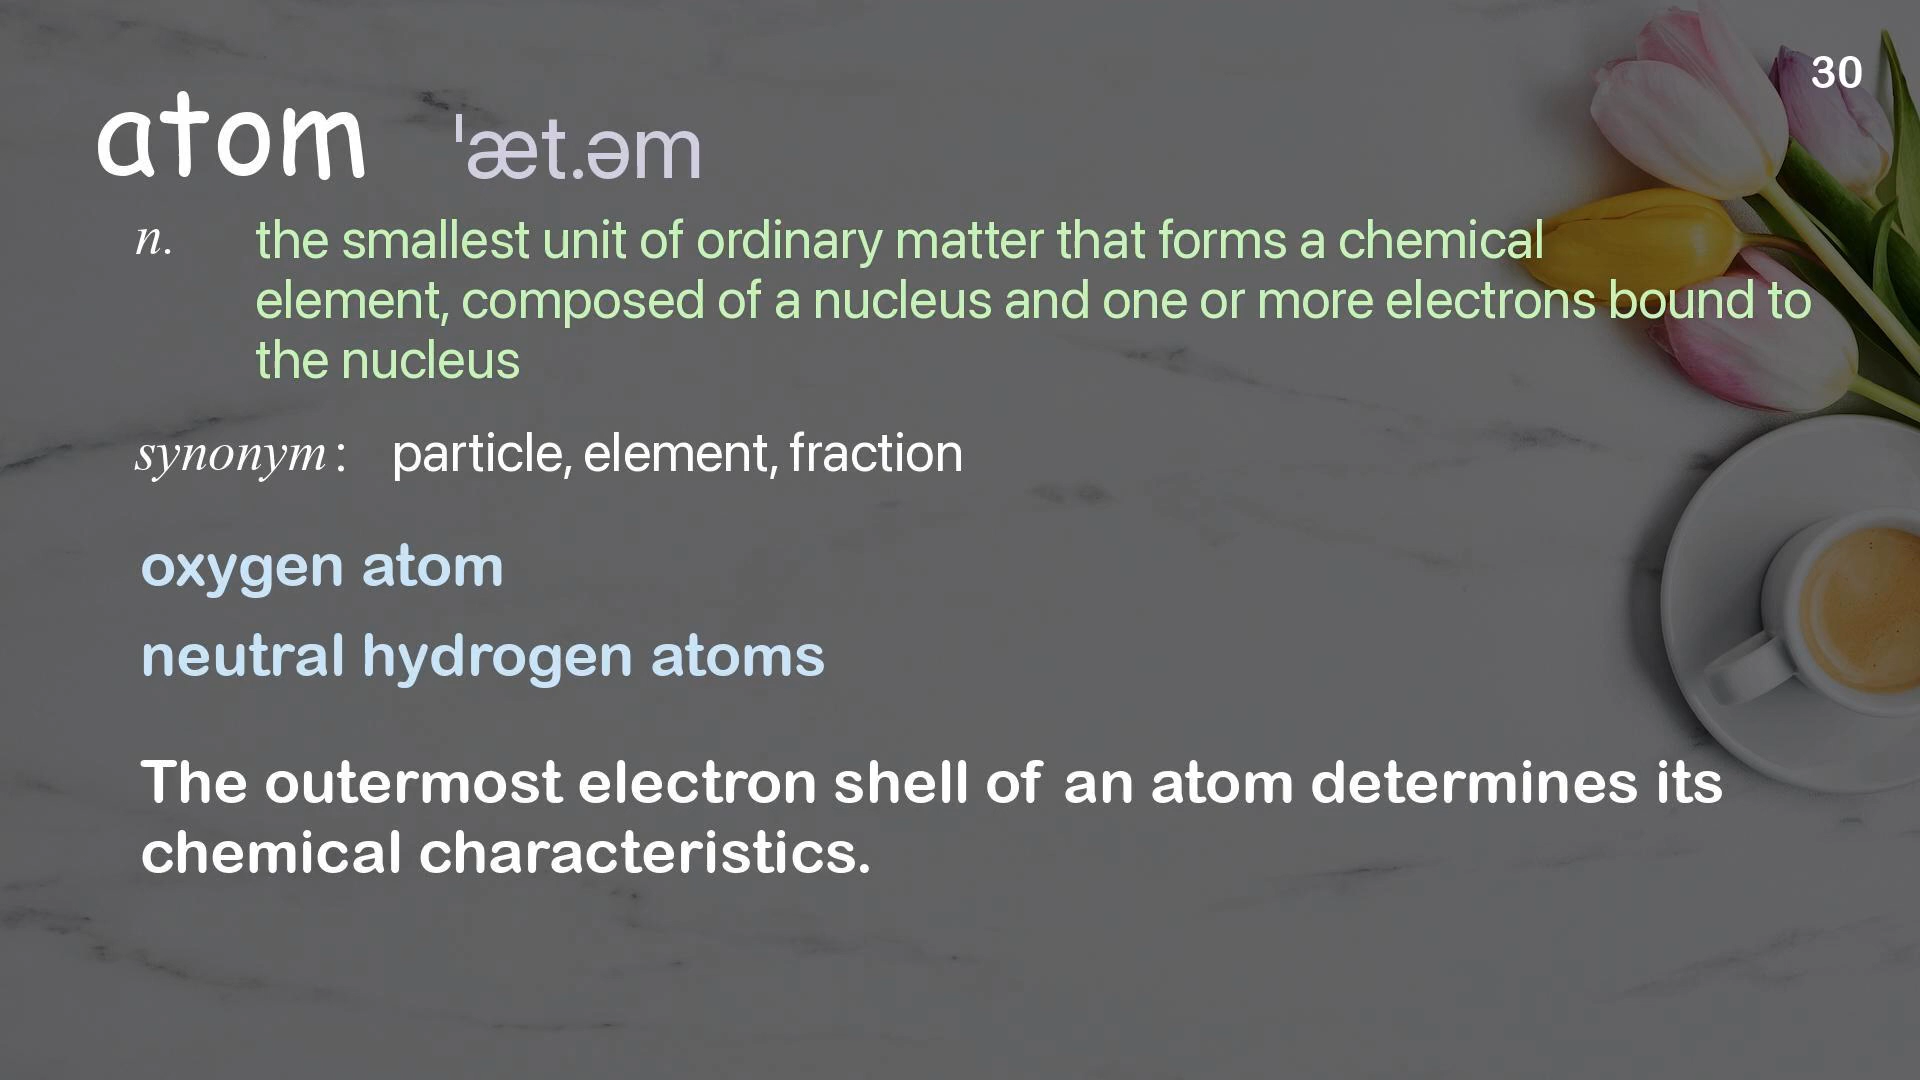 30
atom ˈæt.əm
n. the smallest unit of ordinary matter that forms a chemical
element, composed of a nucleus and one or more electrons bound to
the nucleus
synonym : particle, element, fraction
oxygen atom
neutral hydrogen atoms
The outermost electron shell of an atom determines its
chemical characteristics.